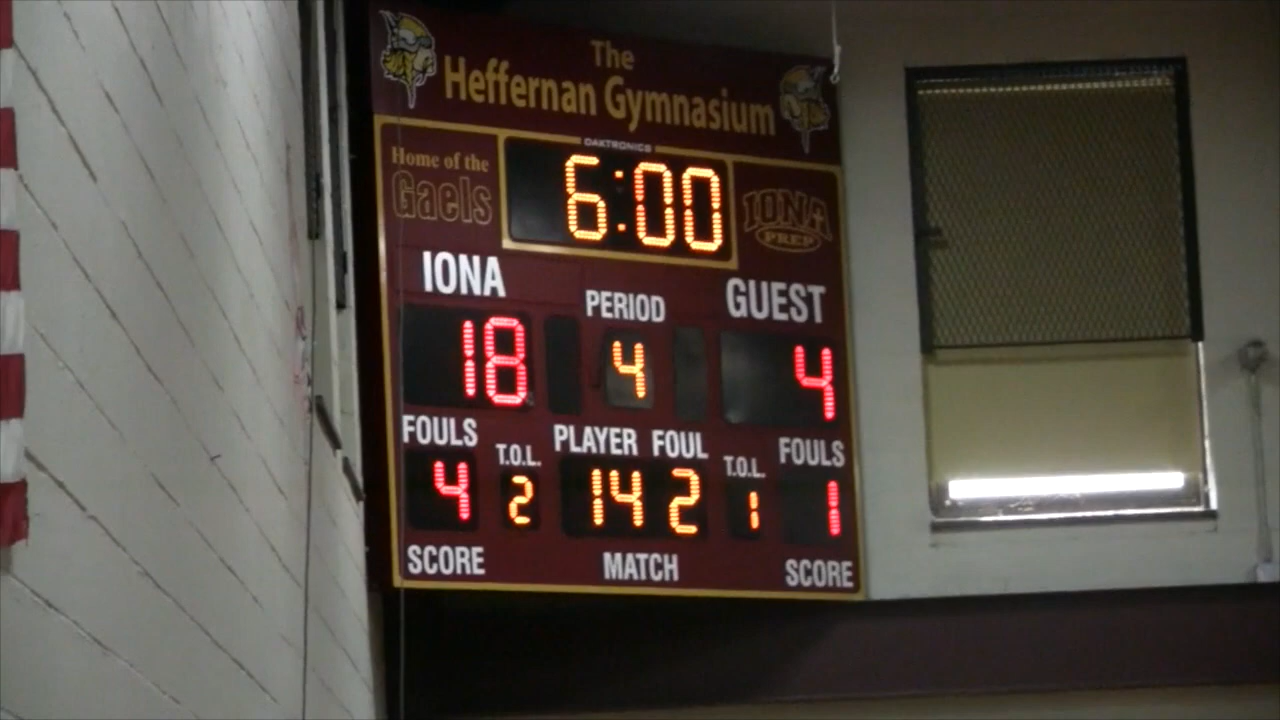 The
Heffernan Gymnasium
DAKTRONICS
Home of the
Gaels
6:00
IONA
PREP
IONA
PERIOD
GUEST
18
4
4
FOULS
T.O.L.
PLAYER FOUL
T.O.L.
FOULS
4
2
14 2
1
1
SCORE
MATCH
SCORE